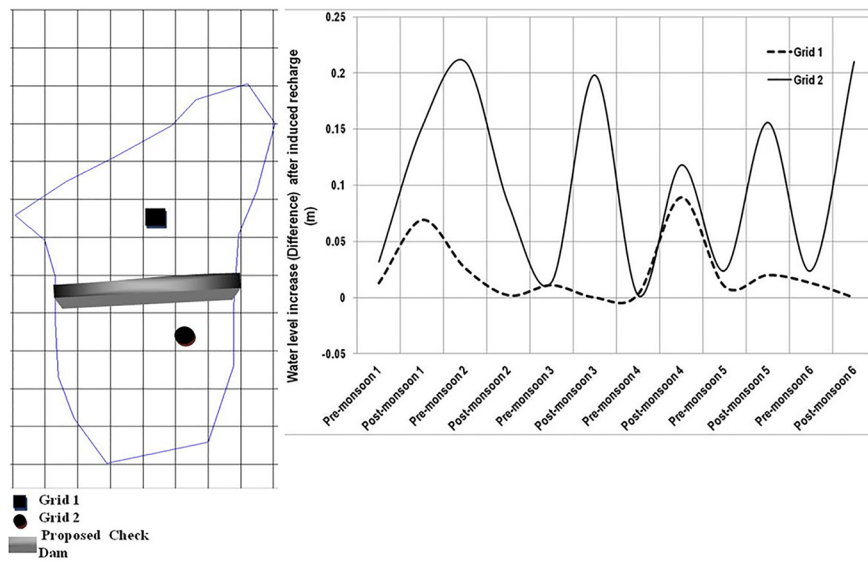 Grid 1
Grid 2
Proposed Check
Dam
Water level increase (Difference) after induced recharge
(m)
0.25
0.2
0.15
0.1
0.05
0
-0.05
Grid 1
Grid 2
Pre-monsoon 1
Post-monsoon 1
Pre-monsoon 2
Post-monsoon 2
Pre-monsoon 3
Post-monsoon 3
Pre-monsoon 4
Post-monsoon 4
Pre-monsoon 5
Post-monsoon 5
Pre-monsoon 6
Post-monsoon 6